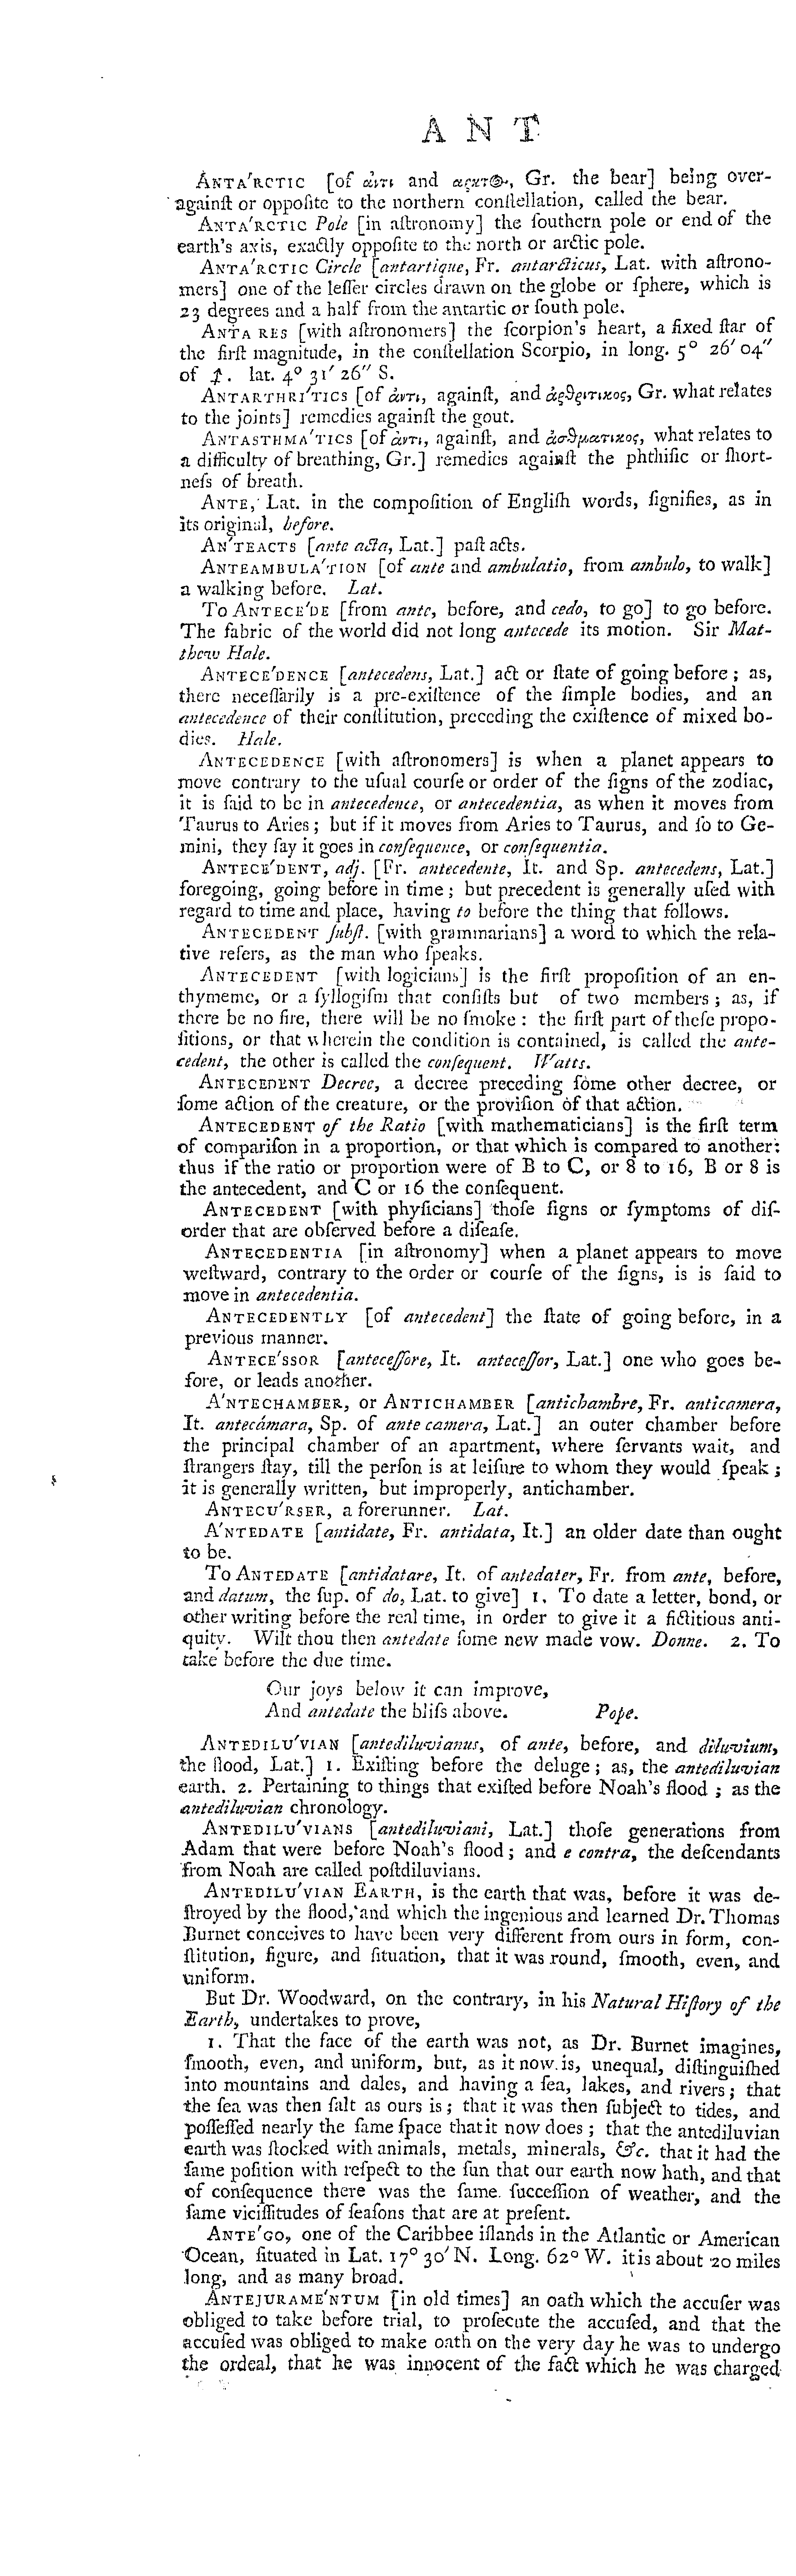 A N T
ANTA'RCTIC [of ἀντι and αρκτος, Gr. the bear] being over-
againſt or oppoſite to the northern conſtellation, called the bear.
ANTA'RCTIC Pole [in aſtronomy] the ſouthern pole or end of the
earth's axis, exactly oppoſite to the north or arctic pole.
ANTA'RCTIC Circle [antartique, Fr. antarcticus, Lat. with aſtrono-
mers] one of the leſſer circles drawn on the globe or ſphere, which is
23 degrees and a half from the antartic or ſouth pole.
ANTA RES [with aſtronomers] the ſcorpion's heart, a fixed ſtar of
the firſt magnitude, in the conſtellation Scorpio, in long. 5° 26′ 04″
of ♐. lat. 4° 31′ 26″ S.
ANTARTHRI'TICS [of ἀντι, againſt, and ἀρθριτικος, Gr. what relates
to the joints] remedies againſt the gout.
ANTASTHMA'TICS [of ἀντι, againſt, and ἀσθματικος, what relates to
a difficulty of breathing, Gr.] remedies againſt the phthiſic or ſhort-
neſs of breath.
ANTE, Lat. in the compoſition of Engliſh words, ſignifies, as in
its original, before.
AN'TEACTS [ante acta, Lat.] paſt acts.
ANTEAMBULA'TION [of ante and ambulatio, from ambulo, to walk]
a walking before. Lat.
To ANTECE'DE [from ante, before, and cedo, to go] to go before.
The fabric of the world did not long antecede its motion. Sir Mat-
thew Hale.
ANTECE'DENCE [antecedens, Lat.] act or ſtate of going before; as,
there neceſſarily is a pre-exiſtence of the ſimple bodies, and an
antecedence of their conſtitution, preceding the exiſtence of mixed bo-
dies. Hale.
ANTECEDENCE [with aſtronomers] is when a planet appears to
move contrary to the uſual courſe or order of the ſigns of the zodiac,
it is ſaid to be in antecedence, or antecedentia, as when it moves from
Taurus to Aries; but if it moves from Aries to Taurus, and ſo to Ge-
mini, they ſay it goes in conſequence, or conſequentia.
ANTECE'DENT, adj. [Fr. antecedente, It. and Sp. antecedens, Lat.]
foregoing, going before in time; but precedent is generally uſed with
regard to time and place, having to before the thing that follows.
ANTECEDENT ſubſt. [with grammarians] a word to which the rela-
tive refers, as the man who ſpeaks.
ANTECEDENT [with logicians] is the firſt propoſition of an en-
thymeme, or a ſyllogiſm that conſiſts but of two members; as, if
there be no fire, there will be no ſmoke: the firſt part of theſe propo-
ſitions, or that wherein the condition is contained, is called the ante-
cedent, the other is called the conſequent. Watts.
ANTECEDENT Decree, a decree preceding ſome other decree, or
ſome action of the creature, or the proviſion of that action.
ANTECEDENT of the Ratio [with mathematicians] is the firſt term
of compariſon in a proportion, or that which is compared to another:
thus if the ratio or proportion were of B to C, or 8 to 16, B or 8 is
the antecedent, and C or 16 the conſequent.
ANTECEDENT [with phyſicians] thoſe ſigns or ſymptoms of diſ-
order that are obſerved before a diſeaſe.
ANTECEDENTIA [in aſtronomy] when a planet appears to move
weſtward, contrary to the order or courſe of the ſigns, is is ſaid to
move in antecedentia.
ANTECEDENTLY [of antecedent] the ſtate of going before, in a
previous manner.
ANTECE'SSOR [anteceſſore, It. anteceſſor, Lat.] one who goes be-
fore, or leads another.
A'NTECHAMBER, or ANTICHAMBER [antichambre, Fr. anticamera,
It. antecámara, Sp. of ante camera, Lat.] an outer chamber before
the principal chamber of an apartment, where ſervants wait, and
ſtrangers ſtay, till the perſon is at leiſure to whom they would ſpeak;
it is generally written, but improperly, antichamber.
ANTECU'RSER, a forerunner. Lat.
A'NTEDATE [antidate, Fr. antidata, It.] an older date than ought
to be.
To ANTEDATE [antidatare, It. of antedater, Fr. from ante, before,
and datum, the ſup. of do, Lat. to give] 1. To date a letter, bond, or
other writing before the real time, in order to give it a fictitious anti-
quity. Wilt thou then antedate ſome new made vow. Donne. 2. To
take before the due time.
Our joys below it can improve,
And antedate the bliſs above. Pope.
ANTEDILU'VIAN [antediluvianus, of ante, before, and diluvium,
the flood, Lat.] 1. Exiſting before the deluge; as, the antediluvian
earth. 2. Pertaining to things that exiſted before Noah's flood; as the
antediluvian chronology.
ANTEDILU'VIANS [antediluviani, Lat.] thoſe generations from
Adam that were before Noah's flood; and e contra, the deſcendants
from Noah are called poſtdiluvians.
ANTEDILU'VIAN EARTH, is the earth that was, before it was de-
ſtroyed by the flood, and which the ingenious and learned Dr. Thomas
Burnet conceives to have been very different from ours in form, con-
ſtitution, figure, and ſituation, that it was round, ſmooth, even, and
uniform.
But Dr. Woodward, on the contrary, in his Natural Hiſtory of the
Earth, undertakes to prove,
1. That the face of the earth was not, as Dr. Burnet imagines,
ſmooth, even, and uniform, but, as it now is, unequal, diſtinguiſhed
into mountains and dales, and having a ſea, lakes, and rivers; that
the ſea was then ſalt as ours is; that it was then ſubject to tides, and
poſſeſſed nearly the ſame ſpace that it now does; that the antediluvian
earth was ſtocked with animals, metals, minerals, &c. that it had the
ſame poſition with reſpect to the ſun that our earth now hath, and that
of conſequence there was the ſame ſucceſſion of weather, and the
ſame viciſſitudes of ſeaſons that are at preſent.
ANTE'GO, one of the Caribbee iſlands in the Atlantic or American
Ocean, ſituated in Lat. 17° 30′ N. Long. 62° W. it is about 20 miles
long, and as many broad.
ANTEJURAME'NTUM [in old times] an oath which the accuſer was
obliged to take before trial, to proſecute the accuſed, and that the
accuſed was obliged to make oath on the very day he was to undergo
the ordeal, that he was innocent of the fact which he was charged